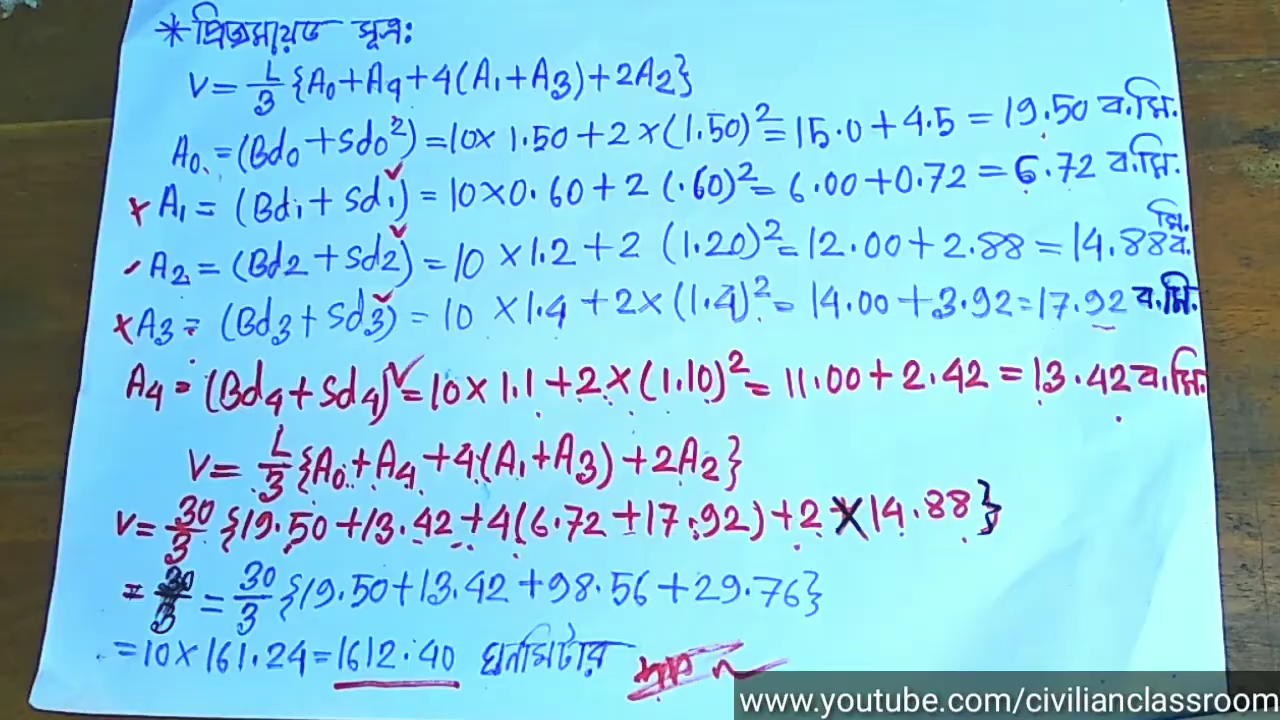 * প্রিজময়েড সূত্র:
V = L/3 {A₀ + A₄ + 4(A₁ + A₃) + 2A₂}
A₀ = (Bd₀ + Sd₀²) = 10 × 1.50 + 2 × (1.50)² = 15.0 + 4.5 = 19.50 ব.মি.
× A₁ = (Bd₁ + Sd₁²) = 10 × 0.60 + 2 (.60)² = 6.00 + 0.72 = 6.72 ব.মি.
A₂ = (Bd₂ + Sd₂²) = 10 × 1.2 + 2 (1.20)² = 12.00 + 2.88 = 14.88 ব.মি.
× A₃ = (Bd₃ + Sd₃²) = 10 × 1.4 + 2 × (1.4)² = 14.00 + 3.92 = 17.92 ব.মি.
A₄ = (Bd₄ + Sd₄)² = 10 × 1.1 + 2 × (1.10)² = 11.00 + 2.42 = 13.42 ব.মি.
V = L/3 {A₀ + A₄ + 4(A₁ + A₃) + 2A₂}
V = 30/3 {19.50 + 13.42 + 4(6.72 + 17.92) + 2 × 14.88}
= 30/3 = 30/3 {19.50 + 13.42 + 98.56 + 29.76}
= 10 × 161.24 = 1612.40 ঘনমিটার
www.youtube.com/civilianclassroom